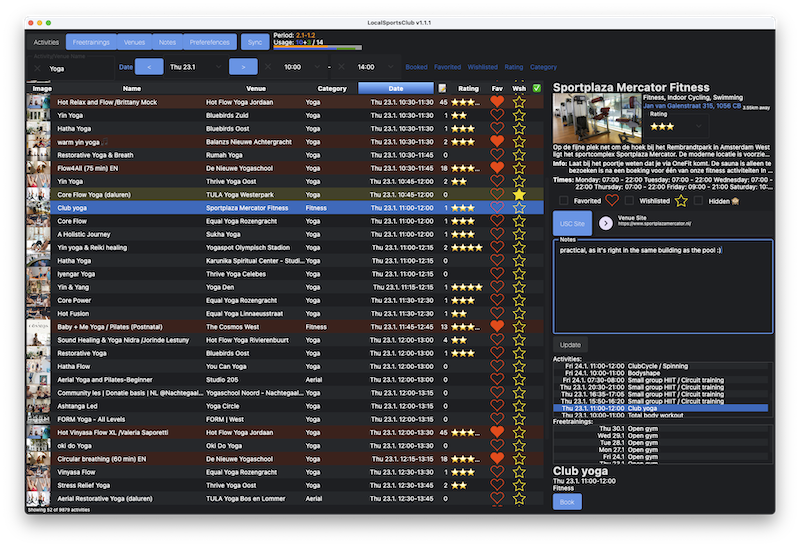 LocalSportsClub v1.1.1
Activities Freetrainings Venues Notes Preferefences Sync
Period: 2.1-1.2
Usage: 10+3 / 14
Activity/Venue Name
Yoga Date < Thu 23.1 > 10:00 - 14:00 Booked Favorited Wishlisted Rating Category
Image Name Venue Category Date Rating Fav Wsh
Hot Relax and Flow /Brittany Mock Hot Flow Yoga Jordaan Yoga Thu 23.1. 10:30-11:30 45
Yin Yoga Bluebirds Zuid Yoga Thu 23.1. 10:30-11:30 1
Hatha Yoga Bluebirds Oost Yoga Thu 23.1. 10:30-11:30 1
warm yin yoga Balanzs Nieuwe Achtergracht Yoga Thu 23.1. 10:30-11:30 4
Restorative Yoga & Breath Rumah Yoga Yoga Thu 23.1. 10:30-11:45 0
Flow4All (75 min) EN De Nieuwe Yogaschool Yoga Thu 23.1. 10:30-11:45 18
Yin Yoga Thrive Yoga Oost Yoga Thu 23.1. 10:45-12:00 2
Core Flow Yoga (daluren) TULA Yoga Westerpark Yoga Thu 23.1. 11:00-12:00 0
Club yoga Sportplaza Mercator Fitness Fitness Thu 23.1. 11:00-12:00 1
Core Flow Equal Yoga Rozengracht Yoga Thu 23.1. 11:00-12:00 1
A Holistic Journey Sukha Yoga Yoga Thu 23.1. 11:00-12:00 1
Yin yoga & Reiki healing Yogaspot Olympisch Stadion Yoga Thu 23.1. 11:00-12:15 2
Hatha Yoga Karunika Spiritual Center - Studi... Yoga Thu 23.1. 11:00-12:15 0
Iyengar Yoga Thrive Yoga Celebes Yoga Thu 23.1. 11:00-12:15 0
Yin & Yang Yoga Den Yoga Thu 23.1. 11:15-12:15 1
Core Power Equal Yoga Rozengracht Yoga Thu 23.1. 11:30-12:30 1
Hot Fusion Equal Yoga Linnaeusstraat Yoga Thu 23.1. 11:30-12:30 1
Baby + Me Yoga / Pilates (Postnatal) The Cosmos West Fitness Thu 23.1. 11:45-12:45 13
Sound Healing & Yoga Nidra /Jorinde Lestuny Hot Flow Yoga Rivierenbuurt Yoga Thu 23.1. 12:00-13:00 4
Restorative Yoga Bluebirds Oost Yoga Thu 23.1. 12:00-13:00 1
Hatha Flow You Can Yoga Yoga Thu 23.1. 12:00-13:00 0
Aerial Yoga and Pilates-Beginner Studio 205 Aerial Thu 23.1. 12:00-13:00 0
Community les | Donatie basis | NL @Nachtegaal... Yogaschool Noord - Nachtegaal... Yoga Thu 23.1. 12:00-13:00 0
Ashtanga Led Yoga Circle Yoga Thu 23.1. 12:00-13:15 0
FORM Yoga - All Levels FORM | West Yoga Thu 23.1. 12:00-13:15 0
Hot Vinyasa Flow XL /Valeria Saporetti Hot Flow Yoga Jordaan Yoga Thu 23.1. 12:00-13:45 45
oki do Yoga Oki Do Yoga Yoga Thu 23.1. 12:00-13:30 0
Circular breathing (60 min) EN De Nieuwe Yogaschool Yoga Thu 23.1. 12:15-13:15 18
Vinyasa Flow Equal Yoga Rozengracht Yoga Thu 23.1. 12:30-13:30 1
Stress Relief Yoga Thrive Yoga Oost Yoga Thu 23.1. 12:30-13:45 2
Aerial Restorative Yoga (daluren) TULA Yoga Bos en Lommer Aerial Thu 23.1. 12:30-13:45 0
Showing 52 of 9879 activities
Sportplaza Mercator Fitness
Fitness, Indoor Cycling, Swimming
Jan van Galenstraat 315, 1056 CB 3.95km away
Rating
Op de fijne plek net om de hoek bij het Rembrandtpark in Amsterdam West
ligt het sportcomplex Sportplaza Mercator. De moderne locatie is voorzie...
Info: Laat bij het poortje weten dat je via OneFit komt. De sauna is alleen te
bezoeken is na een boeking voor één van onze fitness activiteiten in ...
Times: Monday: 07:00 - 22:00 Tuesday: 07:00 - 22:00 Wednesday: 07:00 -
22:00 Thursday: 07:00 - 22:00 Friday: 09:00 - 21:00 Saturday: 10:...
Favorited Wishlisted Hidden
USC Site
Venue Site
https://www.sportplazamercator.nl/
Notes
practical, as it's right in the same building as the pool :)
Update
Activities:
Fri 24.1. 11:00-12:00 ClubCycle / Spinning
Fri 24.1. 10:00-11:00 Bodyshape
Fri 24.1. 07:30-08:00 Small group HIIT / Circuit training
Thu 23.1. 20:30-21:00 Small group HIIT / Circuit training
Thu 23.1. 16:35-17:05 Small group HIIT / Circuit training
Thu 23.1. 15:50-16:20 Small group HIIT / Circuit training
Thu 23.1. 11:00-12:00 Club yoga
Thu 23.1. 10:00-11:00 Total body workout
Freetrainings:
Thu 30.1 Open gym
Wed 29.1 Open gym
Tue 28.1 Open gym
Mon 27.1 Open gym
Fri 24.1 Open gym
Thu 23.1 Open gym
Club yoga
Thu 23.1. 11:00-12:00
Fitness
Book